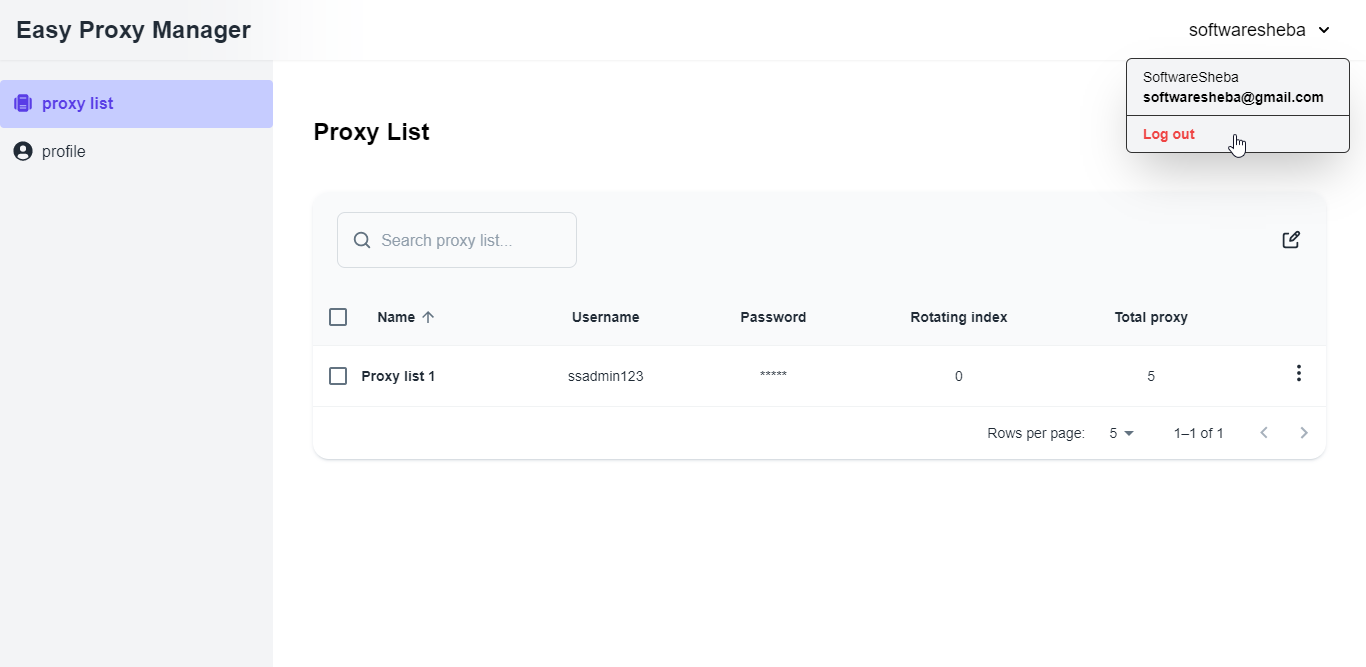 Easy Proxy Manager
softwaresheba
SoftwareSheba
softwaresheba@gmail.com
Log out
proxy list
profile
Proxy List
Search proxy list...
Name Username Password Rotating index Total proxy
Proxy list 1 ssadmin123 ***** 0 5
Rows per page: 5 1–1 of 1